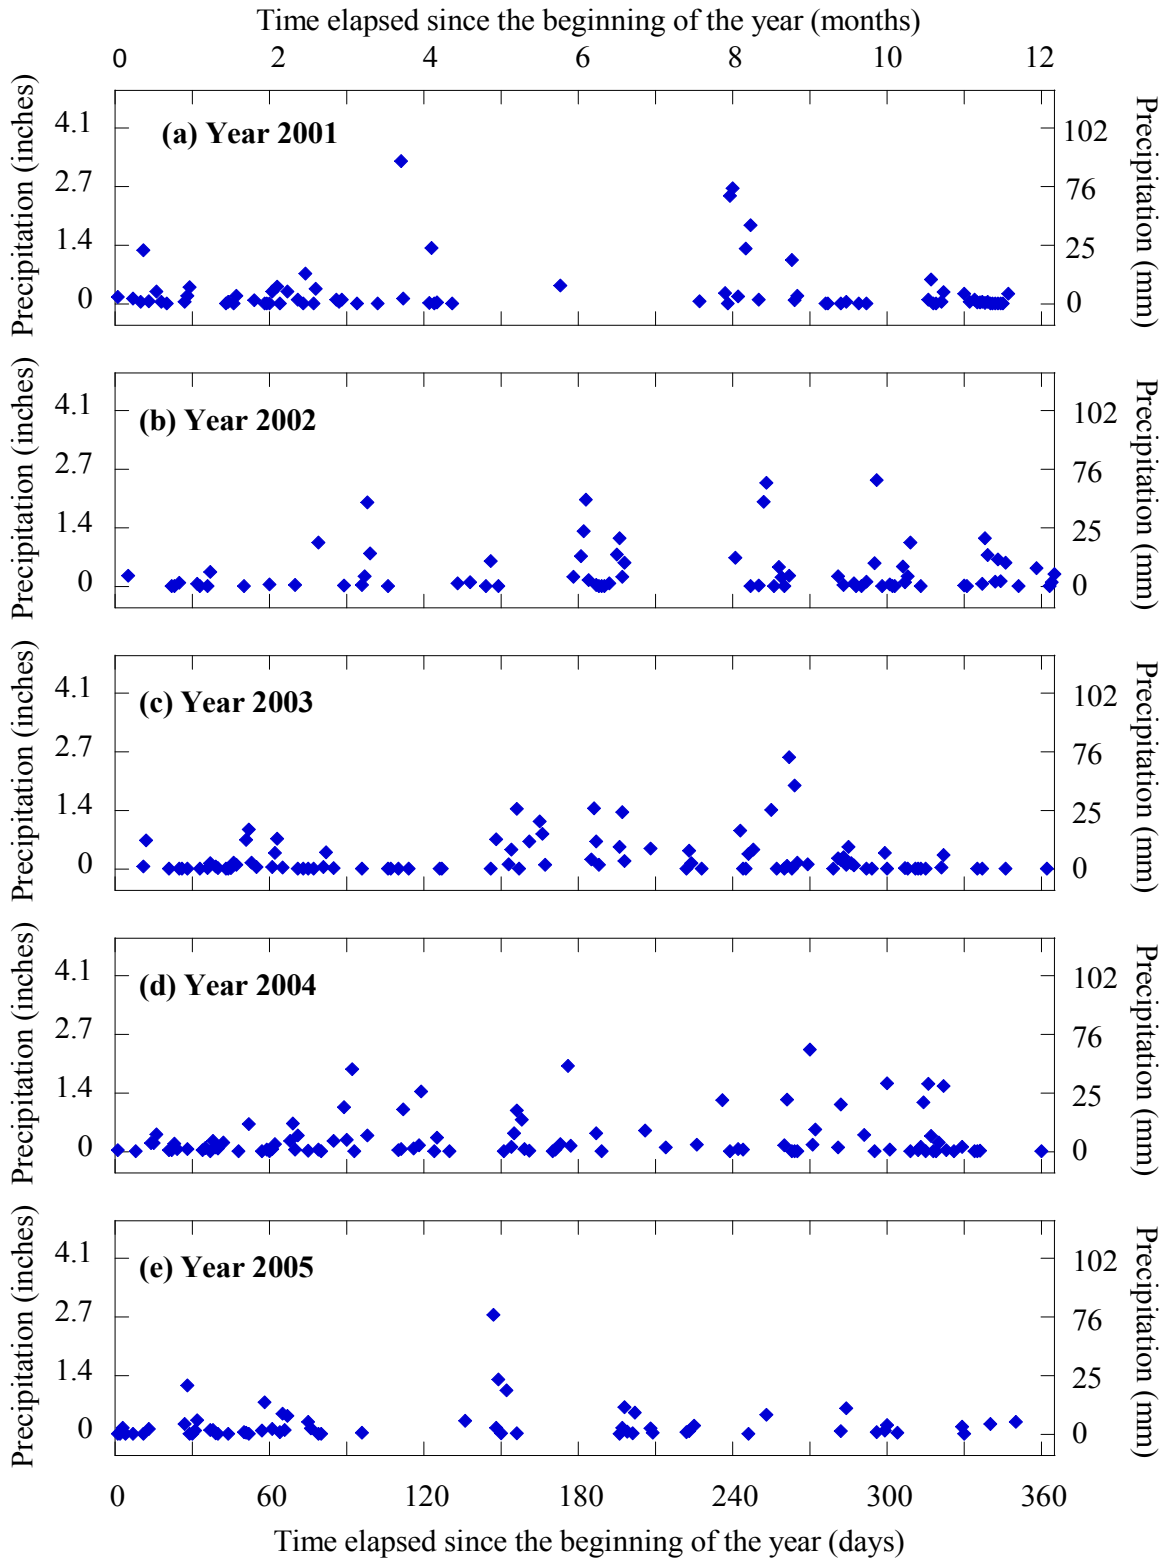 Time elapsed since the beginning of the year (months)
0 2 4 6 8 10 12
Precipitation (inches)
4.1
2.7
1.4
0
(a) Year 2001
102
76
25
0
Precipitation (mm)
Precipitation (inches)
4.1
2.7
1.4
0
(b) Year 2002
102
76
25
0
Precipitation (mm)
Precipitation (inches)
4.1
2.7
1.4
0
(c) Year 2003
102
76
25
0
Precipitation (mm)
Precipitation (inches)
4.1
2.7
1.4
0
(d) Year 2004
102
76
25
0
Precipitation (mm)
Precipitation (inches)
4.1
2.7
1.4
0
(e) Year 2005
102
76
25
0
Precipitation (mm)
0 60 120 180 240 300 360
Time elapsed since the beginning of the year (days)